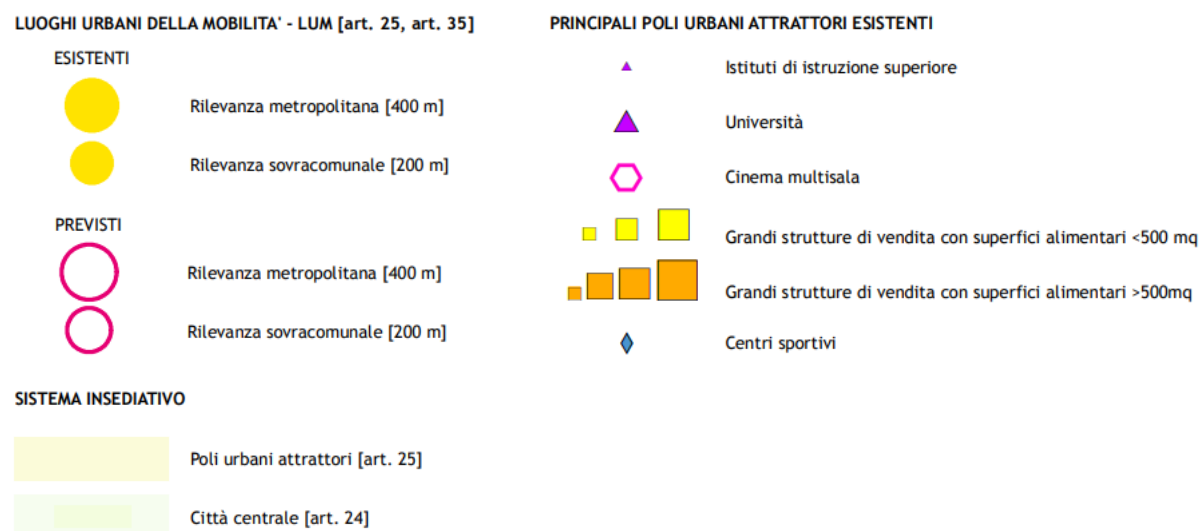 LUOGHI URBANI DELLA MOBILITA' - LUM [art. 25, art. 35]
ESISTENTI
Rilevanza metropolitana [400 m]
Rilevanza sovracomunale [200 m]
PREVISTI
Rilevanza metropolitana [400 m]
Rilevanza sovracomunale [200 m]
SISTEMA INSEDIATIVO
Poli urbani attrattori [art. 25]
Città centrale [art. 24]
PRINCIPALI POLI URBANI ATTRATTORI ESISTENTI
Istituti di istruzione superiore
Università
Cinema multisala
Grandi strutture di vendita con superfici alimentari <500 mq
Grandi strutture di vendita con superfici alimentari >500mq
Centri sportivi